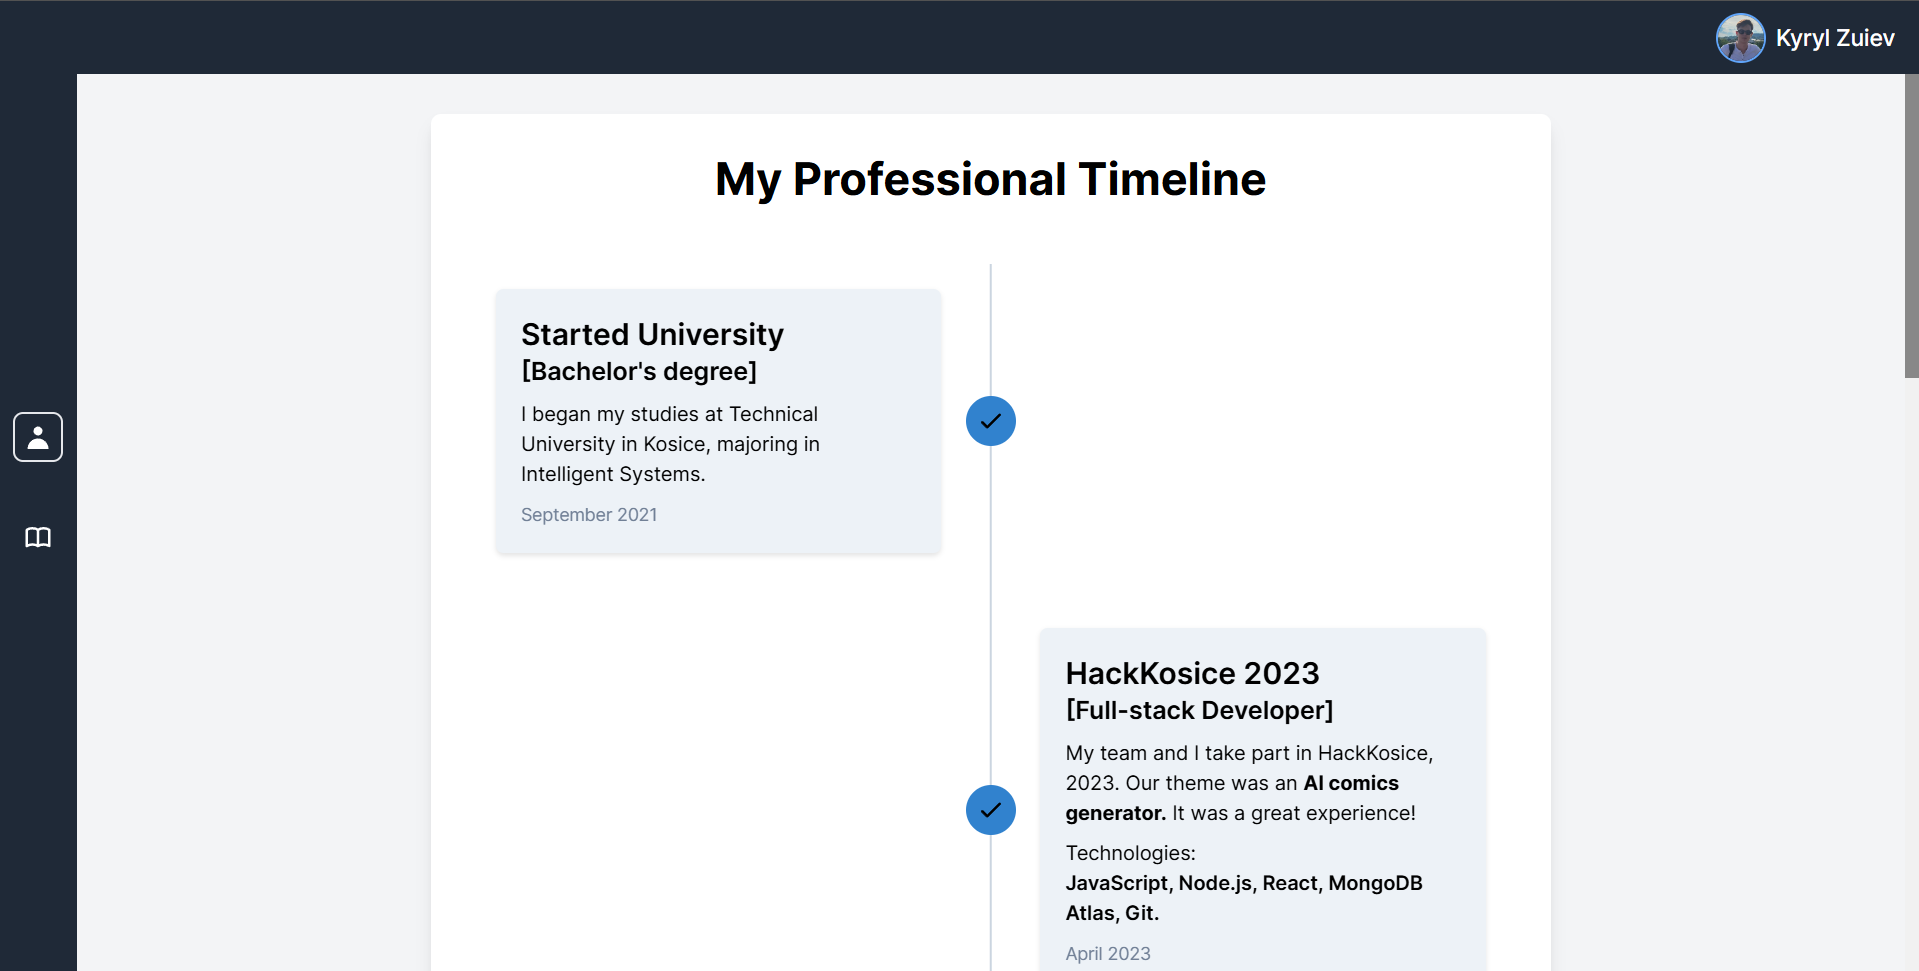 Kyryl Zuiev
My Professional Timeline
Started University
[Bachelor's degree]
I began my studies at Technical
University in Kosice, majoring in
Intelligent Systems.
September 2021
HackKosice 2023
[Full-stack Developer]
My team and I take part in HackKosice,
2023. Our theme was an AI comics
generator. It was a great experience!
Technologies:
JavaScript, Node.js, React, MongoDB
Atlas, Git.
April 2023